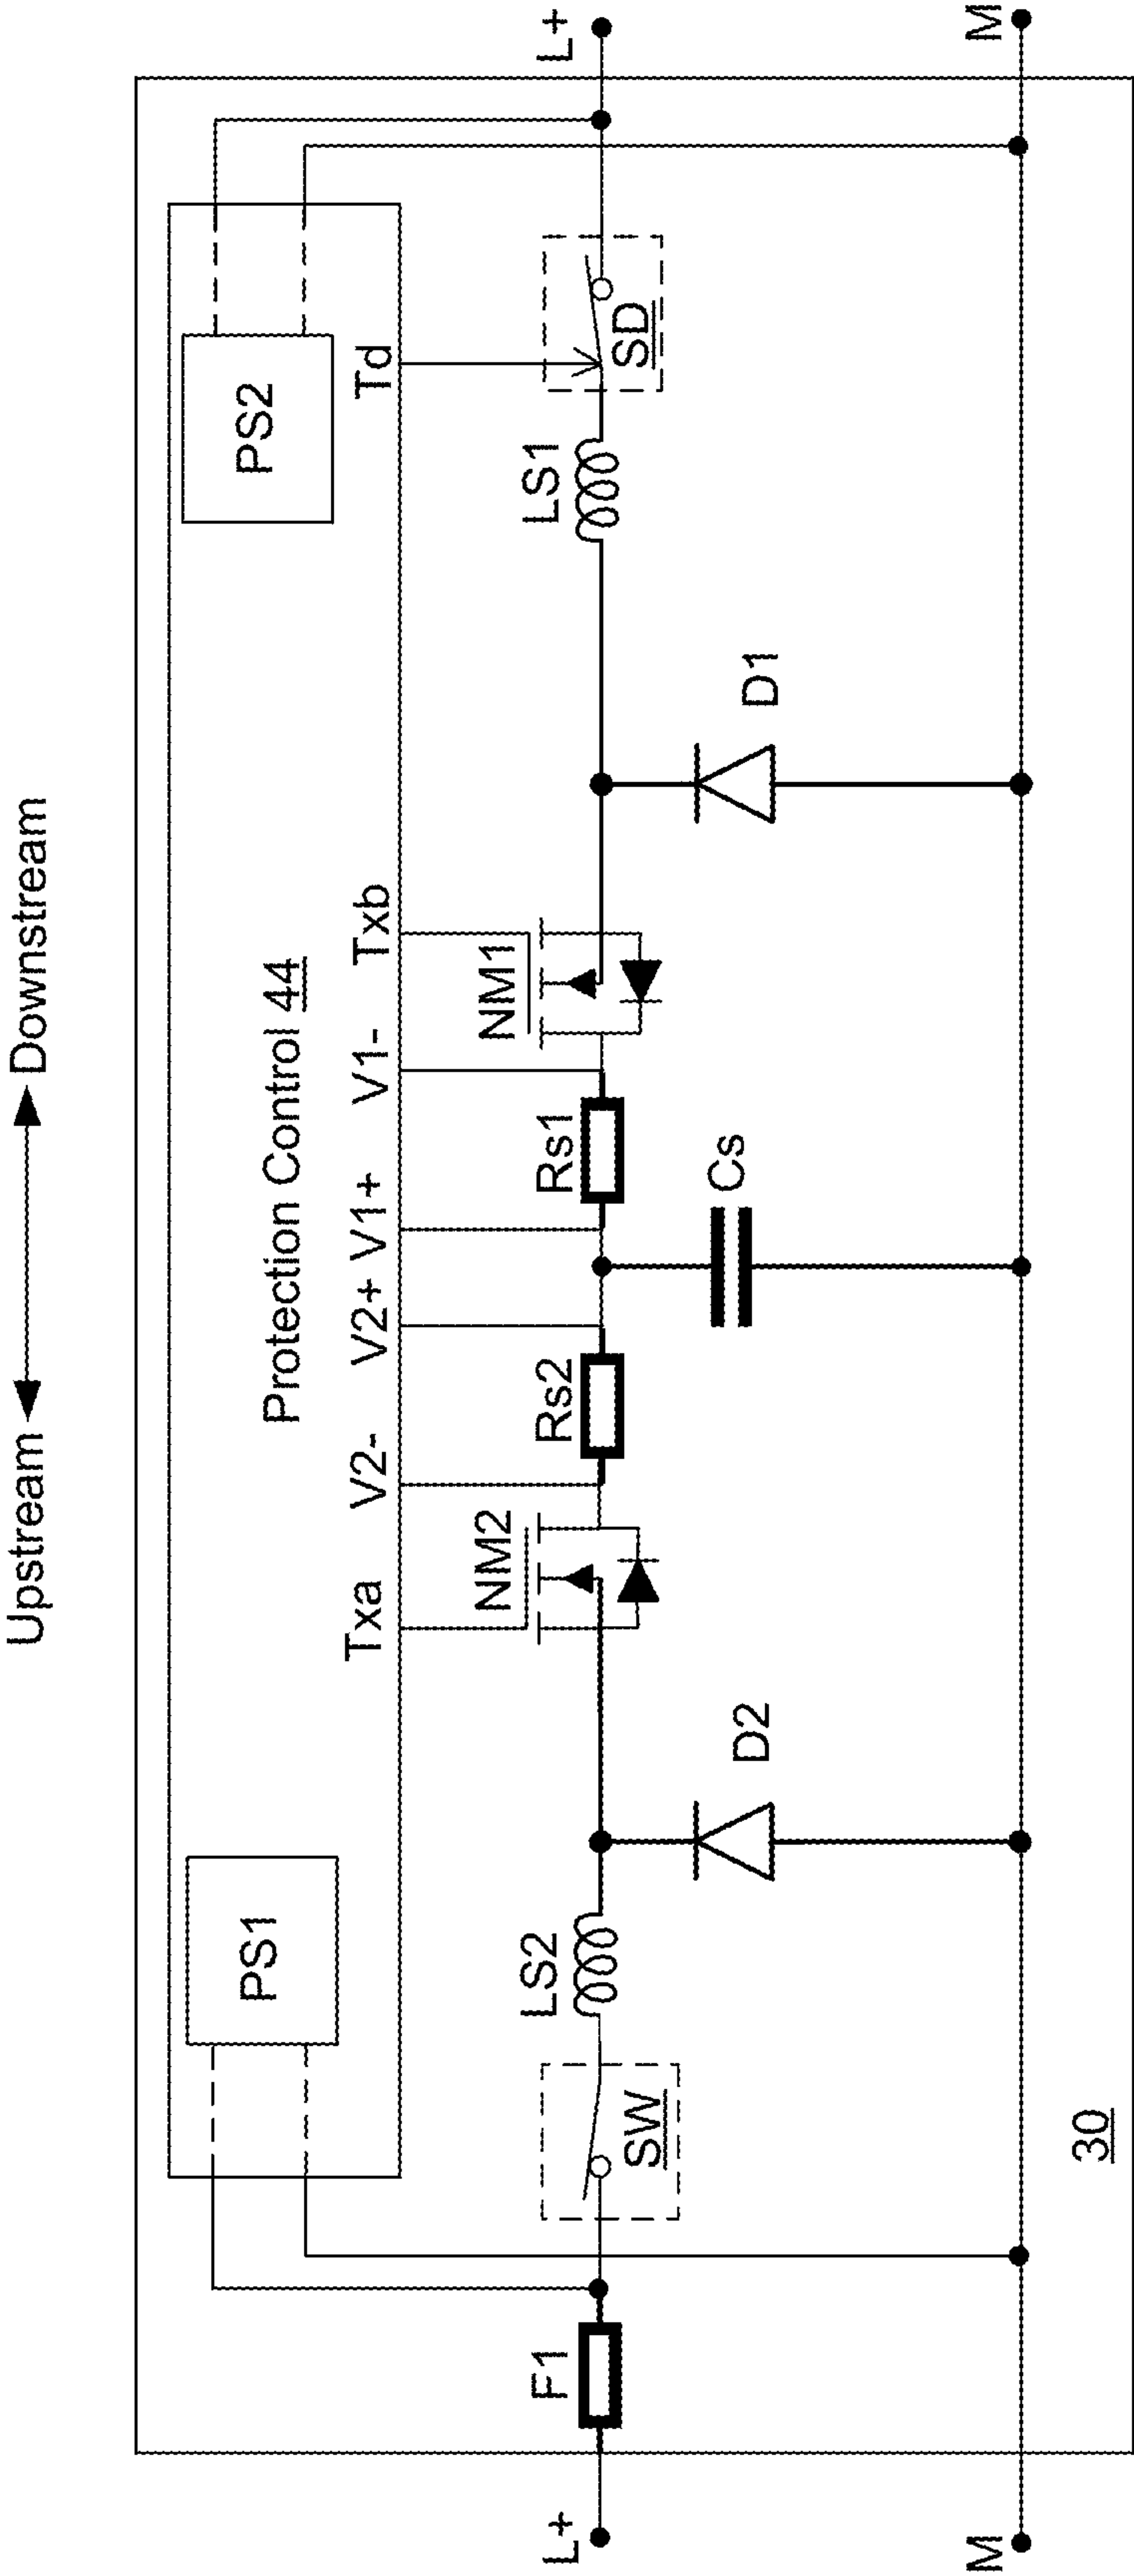 Upstream Downstream
PS1
Protection Control 44
PS2
Txa
V2-
V2+
V1+
V1-
Txb
Td
L+
F1
SW
LS2
NM2
Rs2
Rs1
NM1
LS1
SD
L+
D2
Cs
D1
M
30
M